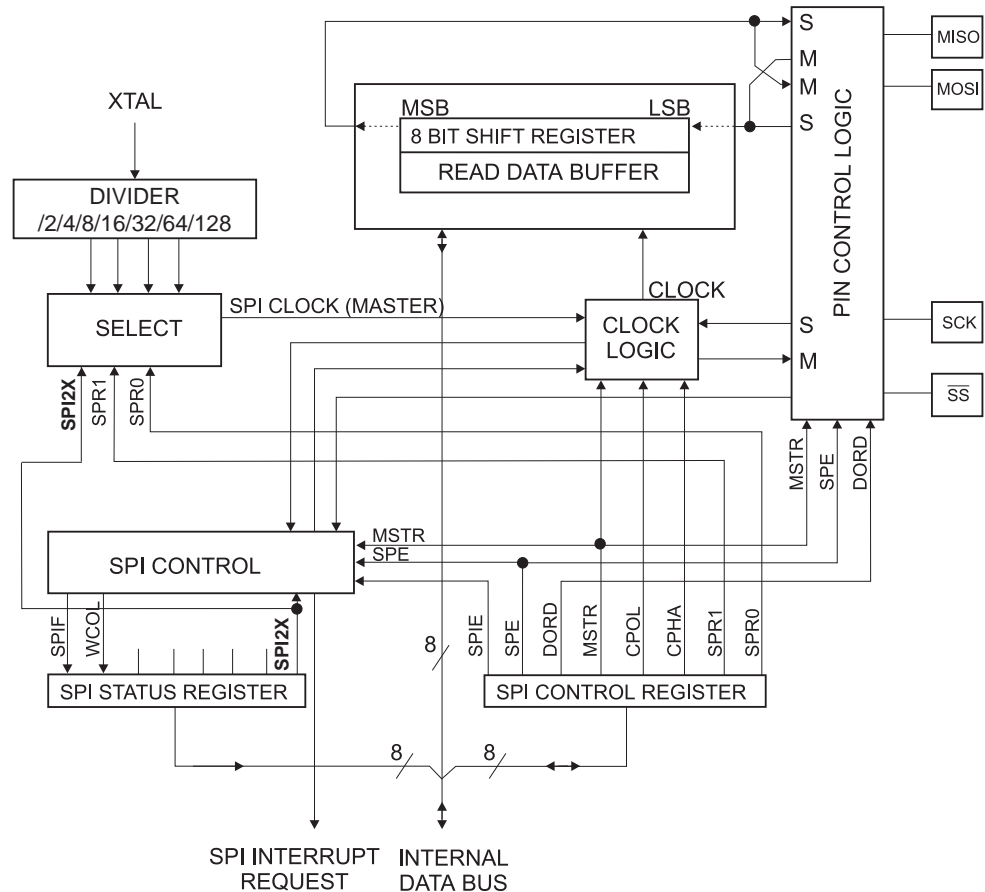 S
MISO
M
XTAL
M
MOSI
MSB
LSB
S
8 BIT SHIFT REGISTER
READ DATA BUFFER
PIN CONTROL LOGIC
DIVIDER
/2/4/8/16/32/64/128
SPI CLOCK (MASTER)
CLOCK
SELECT
CLOCK
LOGIC
S
SCK
M
SPI2X
SPR1
SPR0
SS
MSTR
SPE
DORD
MSTR
SPE
SPI CONTROL
SPIF
WCOL
SPI2X
8
SPIE
SPE
DORD
MSTR
CPOL
CPHA
SPR1
SPR0
SPI STATUS REGISTER
SPI CONTROL REGISTER
8
8
SPI INTERRUPT
REQUEST
INTERNAL
DATA BUS